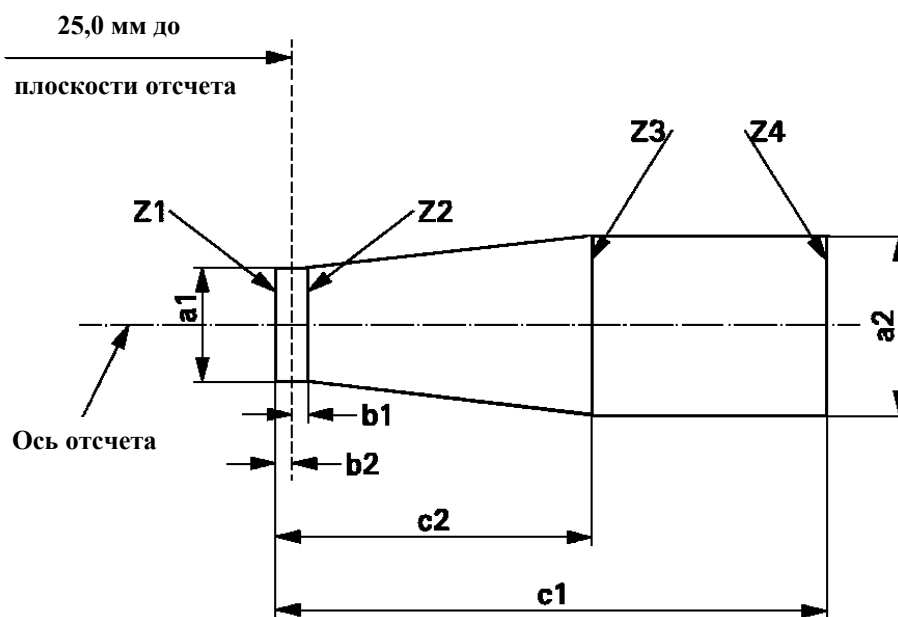 25,0 мм до
плоскости отсчета
Z3
Z4
Z1
Z2
a1
a2
b1
Ось отсчета
b2
c2
c1